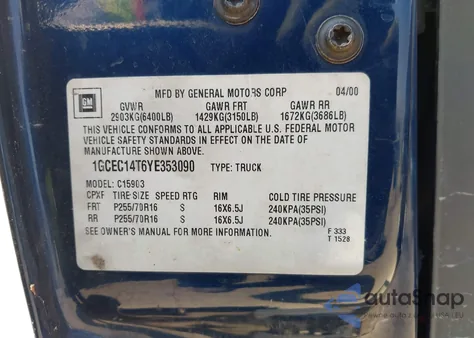 GM
MFD BY GENERAL MOTORS CORP 04/00
GVWR GAWR FRT GAWR RR
2903KG(6400LB) 1429KG(3150LB) 1672KG(3686LB)
THIS VEHICLE CONFORMS TO ALL APPLICABLE U.S. FEDERAL MOTOR
VEHICLE SAFETY STANDARDS IN EFFECT ON THE DATE OF
MANUFACTURE SHOWN ABOVE.
1GCEC14T6YE353090 TYPE: TRUCK
MODEL: C15903
CPXF TIRE SIZE SPEED RTG RIM COLD TIRE PRESSURE
FRT P255/70R16 S 16X6.5J 240KPA(35PSI)
RR P255/70R16 S 16X6.5J 240KPA(35PSI)
SEE OWNER'S MANUAL FOR MORE INFORMATION
F 333
T 1528
autoSnap